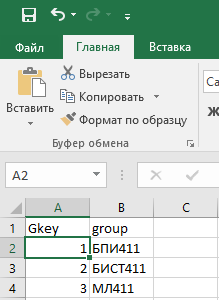 Файл Главная Вставка
Вырезать
Вставить
Копировать
Формат по образцу
Ж
Буфер обмена
A2
A B C
1 Gkey group
2 1 БПИ411
3 2 БИСТ411
4 3 МЛ411